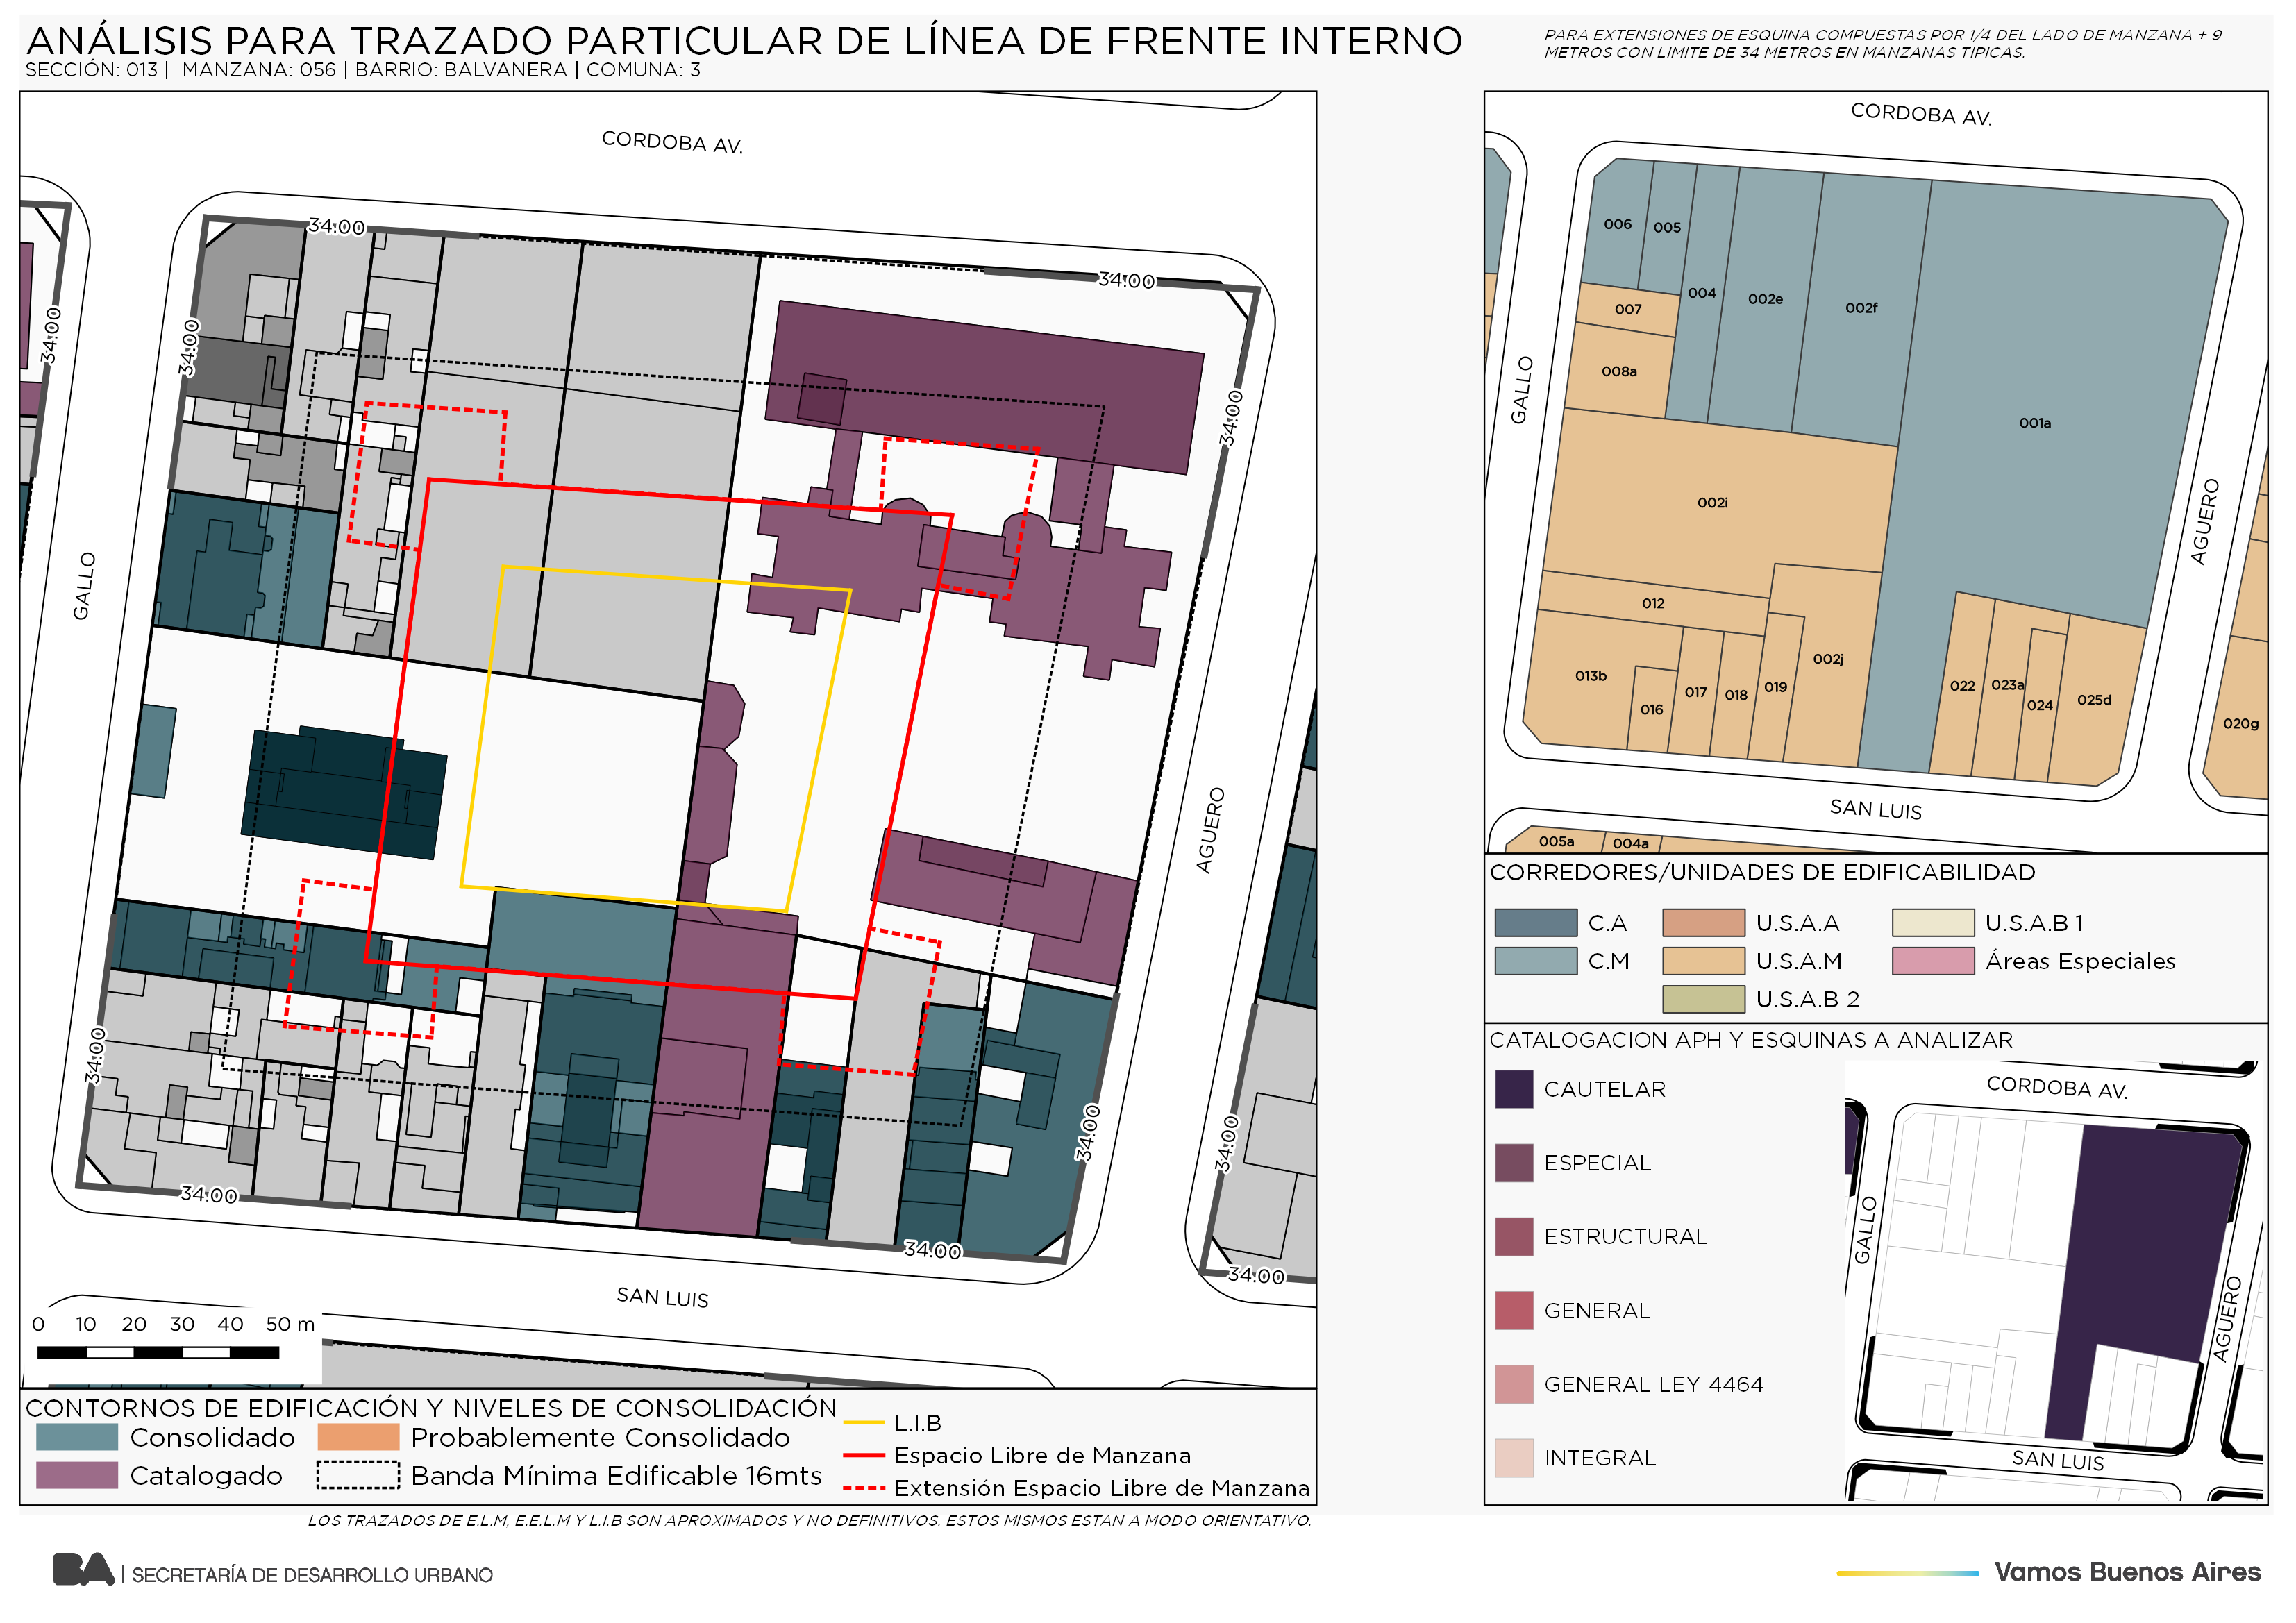 ANÁLISIS PARA TRAZADO PARTICULAR DE LÍNEA DE FRENTE INTERNO
SECCIÓN: 013 | MANZANA: 056 | BARRIO: BALVANERA | COMUNA: 3
PARA EXTENSIONES DE ESQUINA COMPUESTAS POR 1/4 DEL LADO DE MANZANA + 9
METROS CON LIMITE DE 34 METROS EN MANZANAS TIPICAS.
CORDOBA AV.
34:00
34:00
34:00
34:00
34:00
GALLO
AGUERO
34:00
34:00
34:00
34:00
34:00
34:00
SAN LUIS
0 10 20 30 40 50 m
CONTORNOS DE EDIFICACIÓN Y NIVELES DE CONSOLIDACIÓN
Consolidado
Probablemente Consolidado
Catalogado
Banda Mínima Edificable 16mts
L.I.B
Espacio Libre de Manzana
Extensión Espacio Libre de Manzana
CORDOBA AV.
006
005
004
002e
002f
007
008a
001a
GALLO
002i
AGUERO
012
002j
013b
016
017
018
019
022
023a
024
025d
020g
SAN LUIS
005a
004a
CORREDORES/UNIDADES DE EDIFICABILIDAD
C.A
U.S.A.A
U.S.A.B 1
C.M
U.S.A.M
Áreas Especiales
U.S.A.B 2
CATALOGACION APH Y ESQUINAS A ANALIZAR
CAUTELAR
ESPECIAL
ESTRUCTURAL
GENERAL
GENERAL LEY 4464
INTEGRAL
CORDOBA AV.
GALLO
AGUERO
SAN LUIS
LOS TRAZADOS DE E.L.M, E.E.L.M Y L.I.B SON APROXIMADOS Y NO DEFINITIVOS. ESTOS MISMOS ESTAN A MODO ORIENTATIVO.
BA | SECRETARÍA DE DESARROLLO URBANO
Vamos Buenos Aires